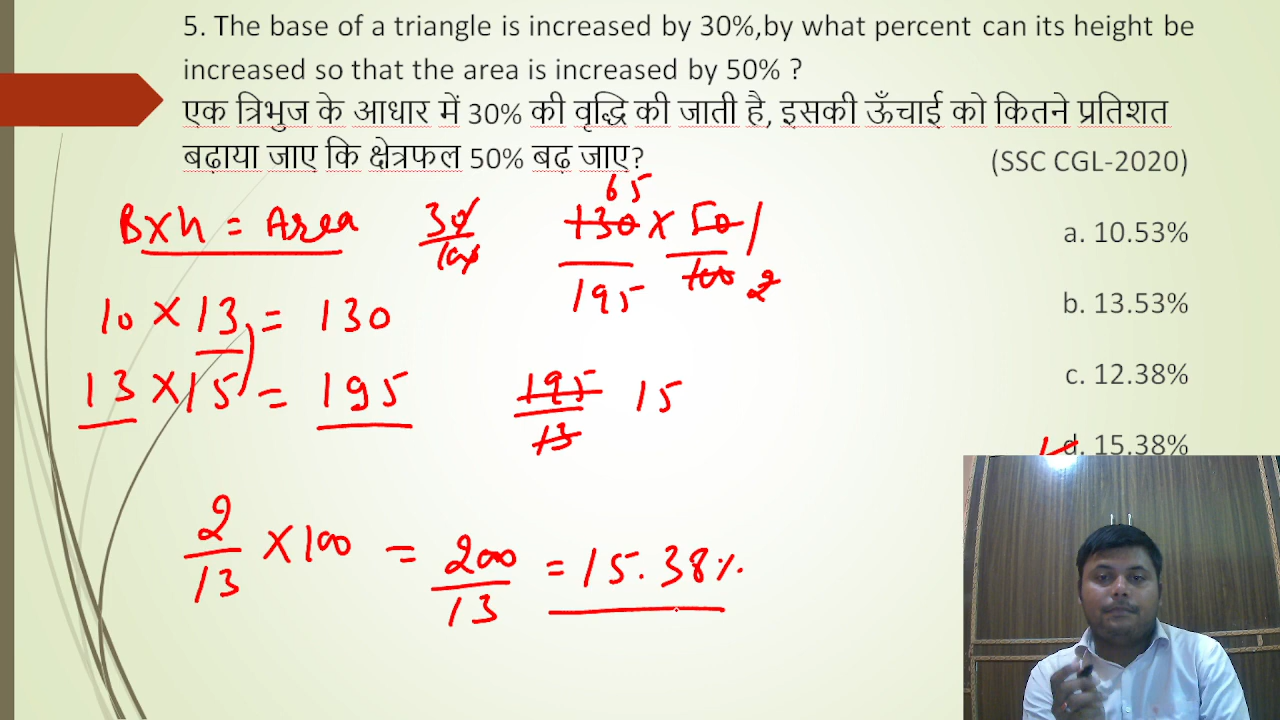 5. The base of a triangle is increased by 30%,by what percent can its height be
increased so that the area is increased by 50% ?
एक त्रिभुज के आधार में 30% की वृद्धि की जाती है, इसकी ऊँचाई को कितने प्रतिशत
बढ़ाया जाए कि क्षेत्रफल 50% बढ़ जाए?
(SSC CGL-2020)
a. 10.53%
b. 13.53%
c. 12.38%
d. 15.38%
B×h = Area
30/100
65
130 × 50 1
195 100 2
10 × 13 = 130
13 × 15 = 195
195/13 15
2/13 × 100 = 200/13 = 15.38%